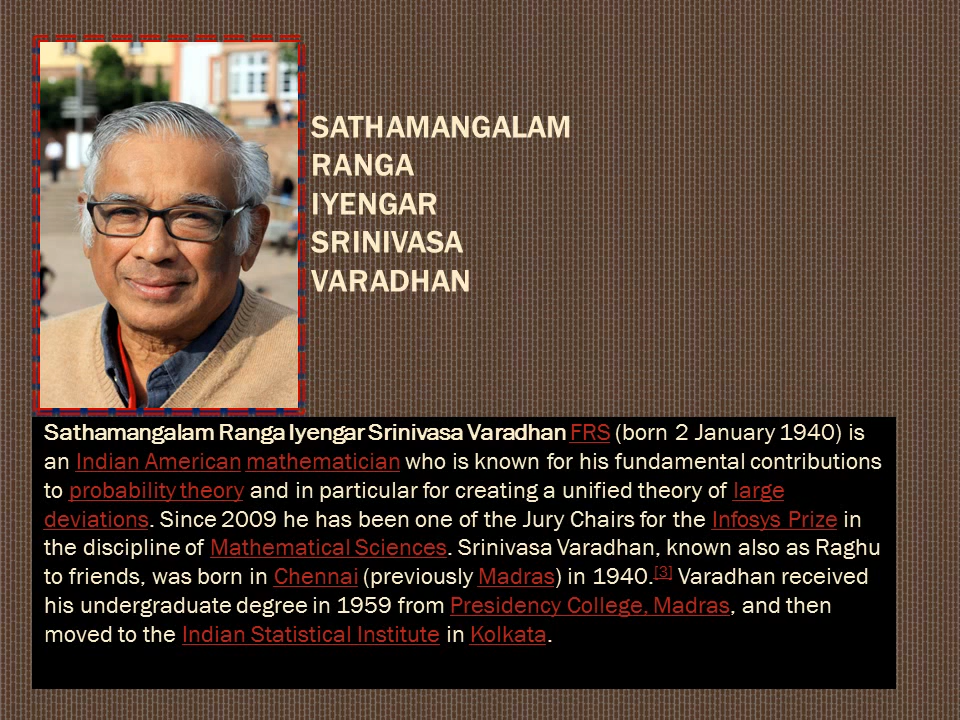 SATHAMANGALAM
RANGA
IYENGAR
SRINIVASA
VARADHAN
Sathamangalam Ranga Iyengar Srinivasa Varadhan FRS (born 2 January 1940) is
an Indian American mathematician who is known for his fundamental contributions
to probability theory and in particular for creating a unified theory of large
deviations. Since 2009 he has been one of the Jury Chairs for the Infosys Prize in
the discipline of Mathematical Sciences. Srinivasa Varadhan, known also as Raghu
to friends, was born in Chennai (previously Madras) in 1940.[3] Varadhan received
his undergraduate degree in 1959 from Presidency College, Madras, and then
moved to the Indian Statistical Institute in Kolkata.